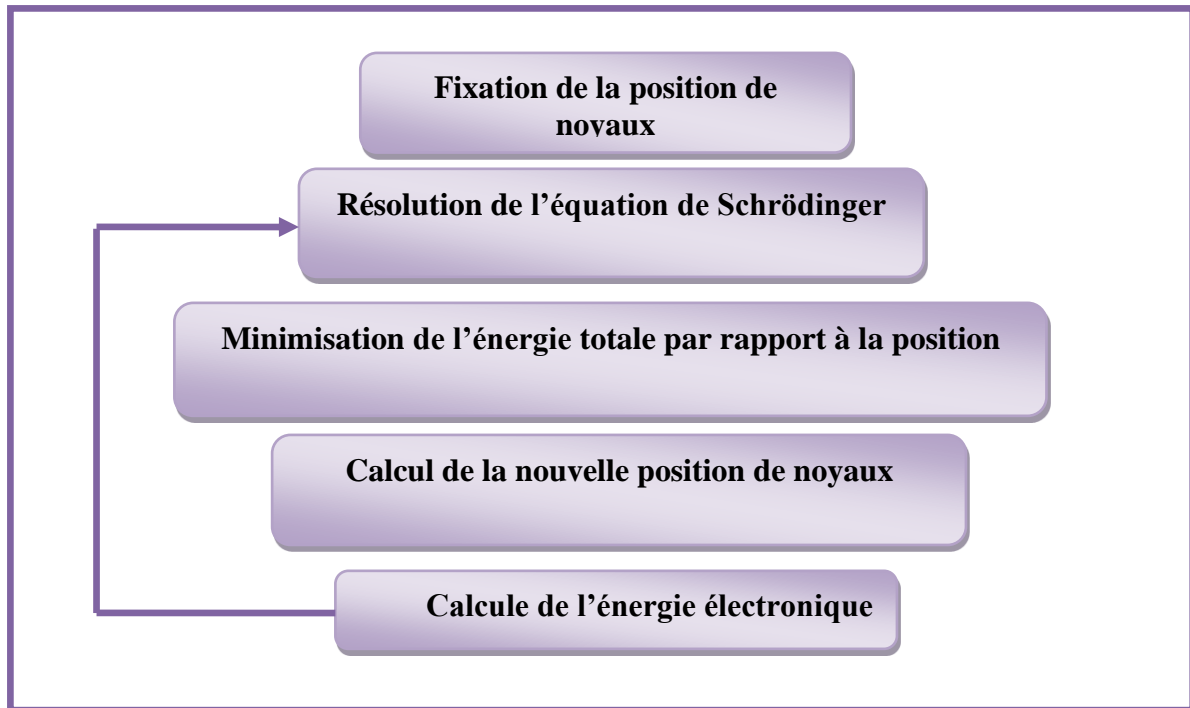 Fixation de la position de
noyaux
Résolution de l’équation de Schrödinger
Minimisation de l’énergie totale par rapport à la position
Calcul de la nouvelle position de noyaux
Calcule de l’énergie électronique